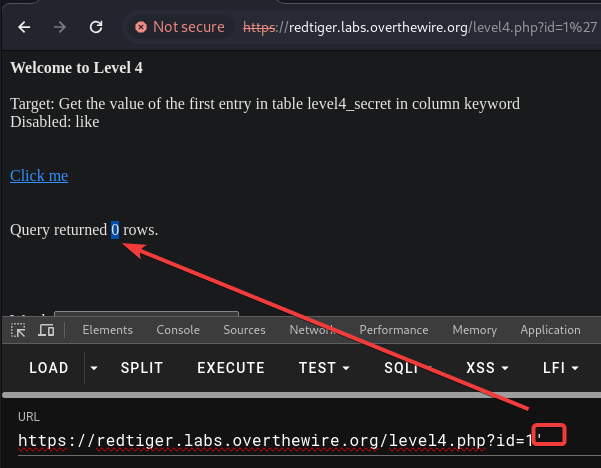 Not secure https://redtiger.labs.overthewire.org/level4.php?id=1%27
Welcome to Level 4
Target: Get the value of the first entry in table level4_secret in column keyword
Disabled: like
Click me
Query returned 0 rows.
Elements Console Sources Network Performance Memory Application
LOAD SPLIT EXECUTE TEST SQLI XSS LFI
URL
https://redtiger.labs.overthewire.org/level4.php?id=1'